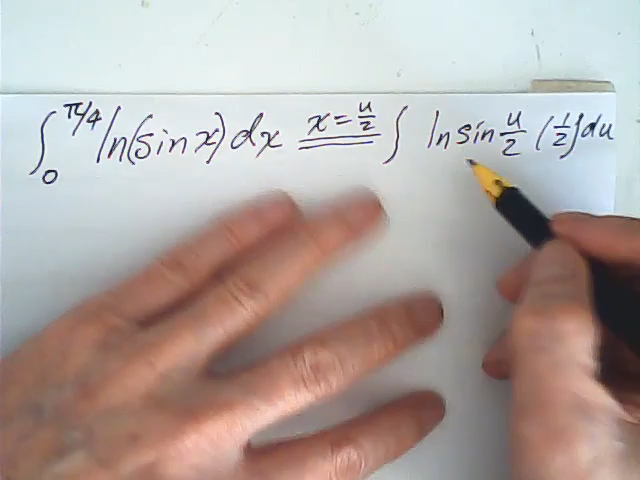 ∫₀^{π/4} ln(sin x) dx x = u/2 ∫ ln sin u/2 (1/2) du